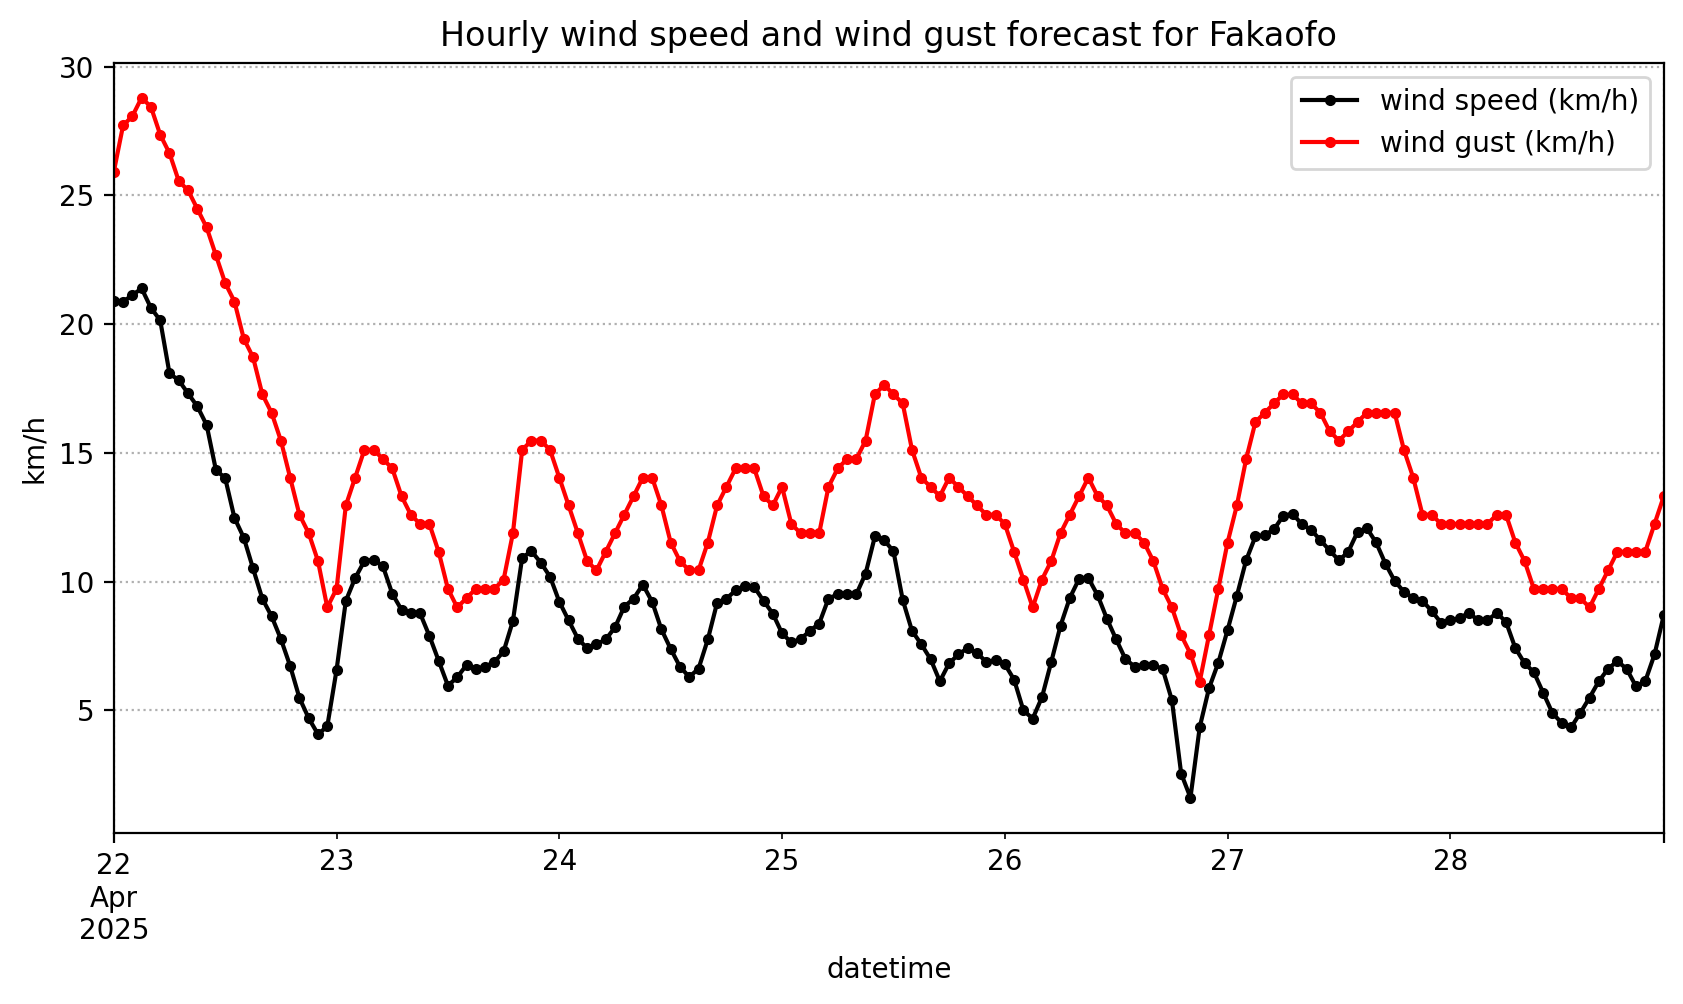 Hourly wind speed and wind gust forecast for Fakaofo
wind speed (km/h)
wind gust (km/h)
km/h
30
25
20
15
10
5
22
Apr
2025
23
24
25
26
27
28
datetime